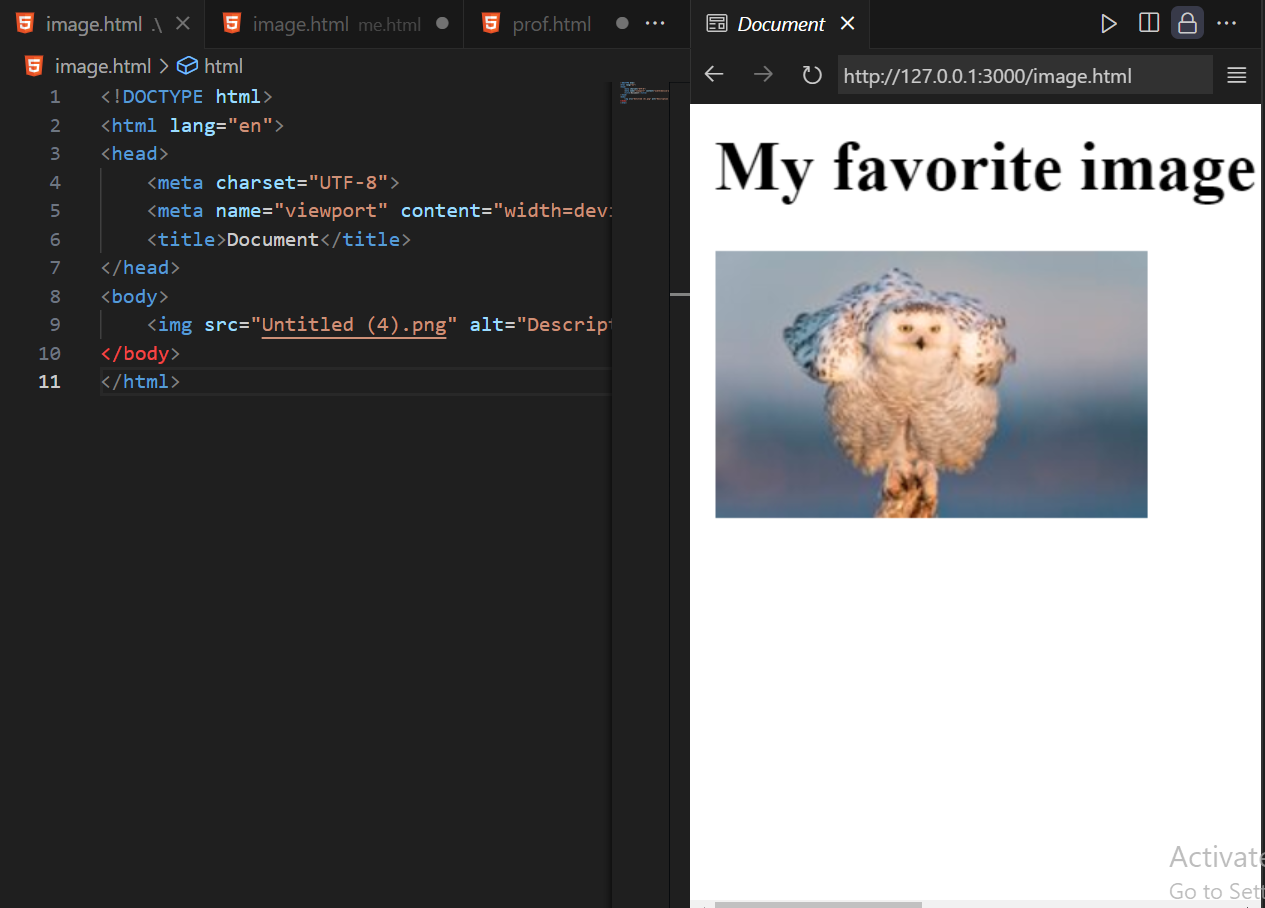 image.html .\ image.html me.html prof.html
image.html > html
1 <!DOCTYPE html>
2 <html lang="en">
3 <head>
4 <meta charset="UTF-8">
5 <meta name="viewport" content="width=dev
6 <title>Document</title>
7 </head>
8 <body>
9 <img src="Untitled (4).png" alt="Descrip
10 </body>
11 </html>
Document
http://127.0.0.1:3000/image.html
My favorite image
Activate
Go to Sett